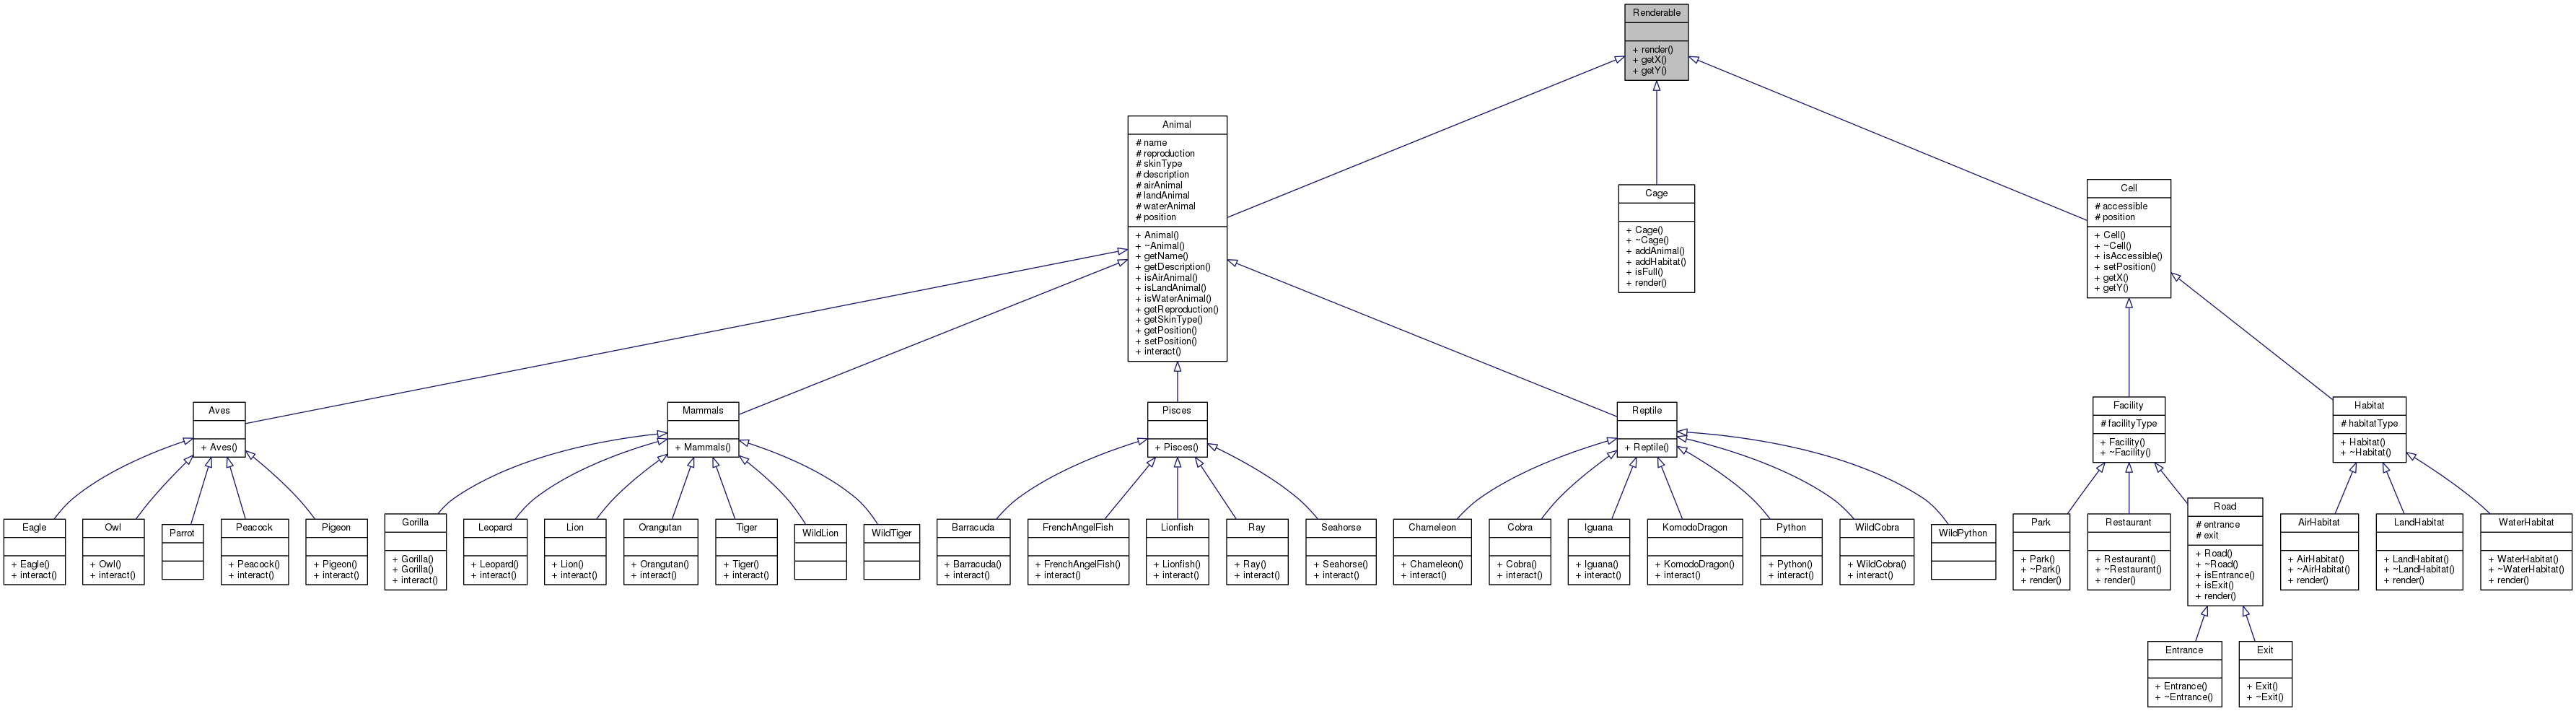 Renderable
+ render()
+ getX()
+ getY()
Animal
# name
# reproduction
# skinType
# description
# airAnimal
# landAnimal
# waterAnimal
# position
+ Animal()
+ ~Animal()
+ getName()
+ getDescription()
+ isAirAnimal()
+ isLandAnimal()
+ isWaterAnimal()
+ getReproduction()
+ getSkinType()
+ getPosition()
+ setPosition()
+ interact()
Cage
+ Cage()
+ ~Cage()
+ addAnimal()
+ addHabitat()
+ isFull()
+ render()
Cell
# accessible
# position
+ Cell()
+ ~Cell()
+ isAccessible()
+ setPosition()
+ getX()
+ getY()
Aves
+ Aves()
Mammals
+ Mammals()
Pisces
+ Pisces()
Reptile
+ Reptile()
Facility
# facilityType
+ Facility()
+ ~Facility()
Habitat
# habitatType
+ Habitat()
+ ~Habitat()
Eagle
+ Eagle()
+ interact()
Owl
+ Owl()
+ interact()
Parrot
Peacock
+ Peacock()
+ interact()
Pigeon
+ Pigeon()
+ interact()
Gorilla
+ Gorilla()
+ Gorilla()
+ interact()
Leopard
+ Leopard()
+ interact()
Lion
+ Lion()
+ interact()
Orangutan
+ Orangutan()
+ interact()
Tiger
+ Tiger()
+ interact()
WildLion
WildTiger
Barracuda
+ Barracuda()
+ interact()
FrenchAngelFish
+ FrenchAngelFish()
+ interact()
Lionfish
+ Lionfish()
+ interact()
Ray
+ Ray()
+ interact()
Seahorse
+ Seahorse()
+ interact()
Chameleon
+ Chameleon()
+ interact()
Cobra
+ Cobra()
+ interact()
Iguana
+ Iguana()
+ interact()
KomodoDragon
+ KomodoDragon()
+ interact()
Python
+ Python()
+ interact()
WildCobra
+ WildCobra()
+ interact()
WildPython
Park
+ Park()
+ ~Park()
+ render()
Restaurant
+ Restaurant()
+ ~Restaurant()
+ render()
Road
# entrance
# exit
+ Road()
+ ~Road()
+ isEntrance()
+ isExit()
+ render()
AirHabitat
+ AirHabitat()
+ ~AirHabitat()
+ render()
LandHabitat
+ LandHabitat()
+ ~LandHabitat()
+ render()
WaterHabitat
+ WaterHabitat()
+ ~WaterHabitat()
+ render()
Entrance
+ Entrance()
+ ~Entrance()
Exit
+ Exit()
+ ~Exit()